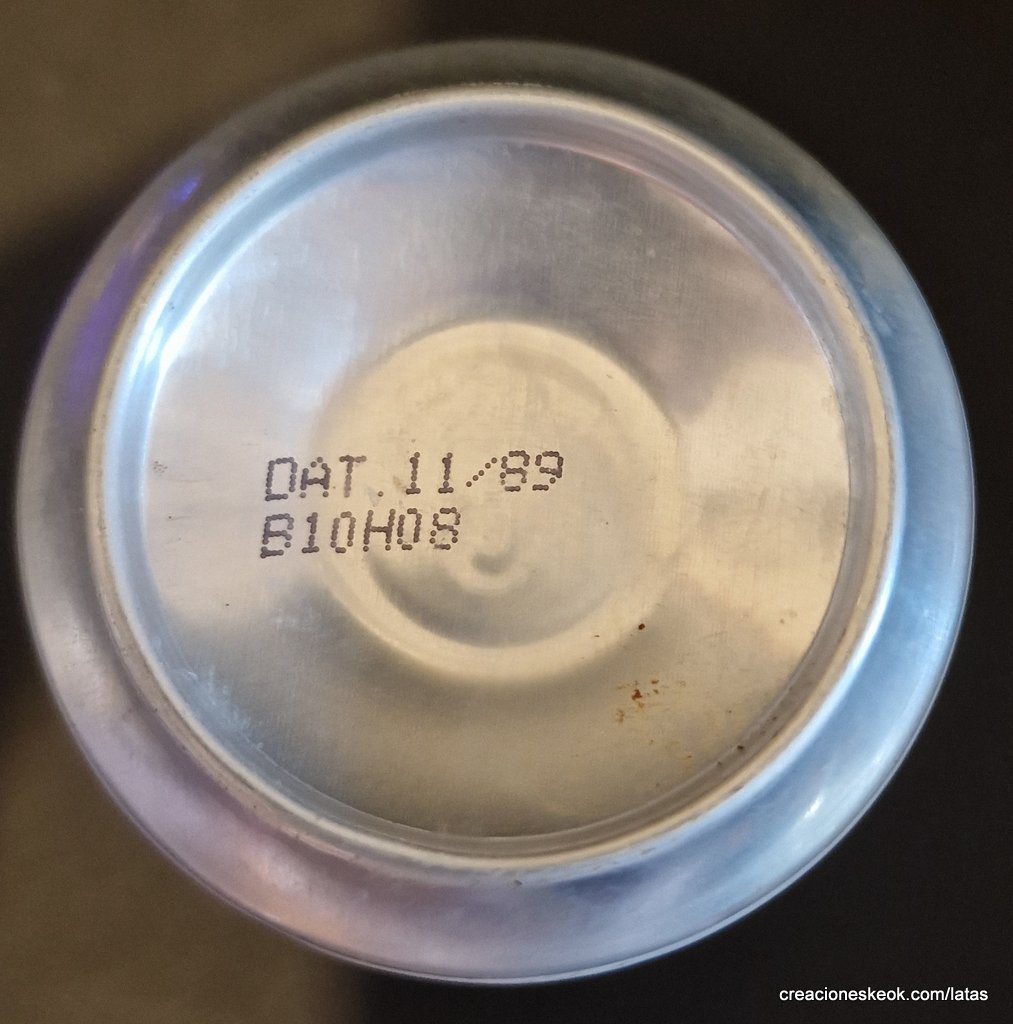 DAT. 11/89
B10H08
creacioneskeok.com/latas